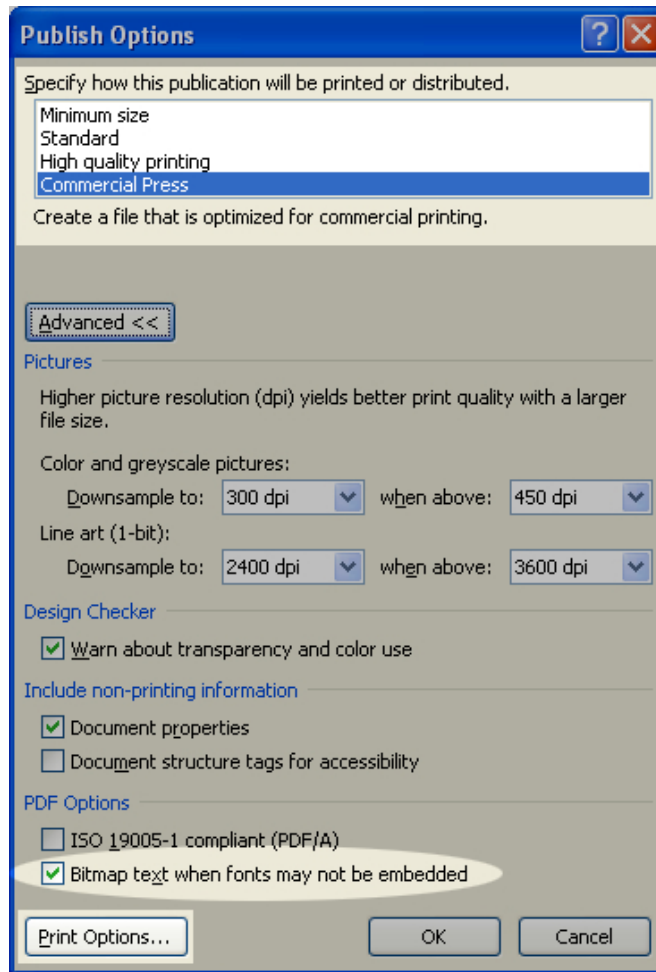 Publish Options
Specify how this publication will be printed or distributed.
Minimum size
Standard
High quality printing
Commercial Press
Create a file that is optimized for commercial printing.
Advanced <<
Pictures
Higher picture resolution (dpi) yields better print quality with a larger
file size.
Color and greyscale pictures:
Downsample to: 300 dpi when above: 450 dpi
Line art (1-bit):
Downsample to: 2400 dpi when above: 3600 dpi
Design Checker
Warn about transparency and color use
Include non-printing information
Document properties
Document structure tags for accessibility
PDF Options
ISO 19005-1 compliant (PDF/A)
Bitmap text when fonts may not be embedded
Print Options... OK Cancel